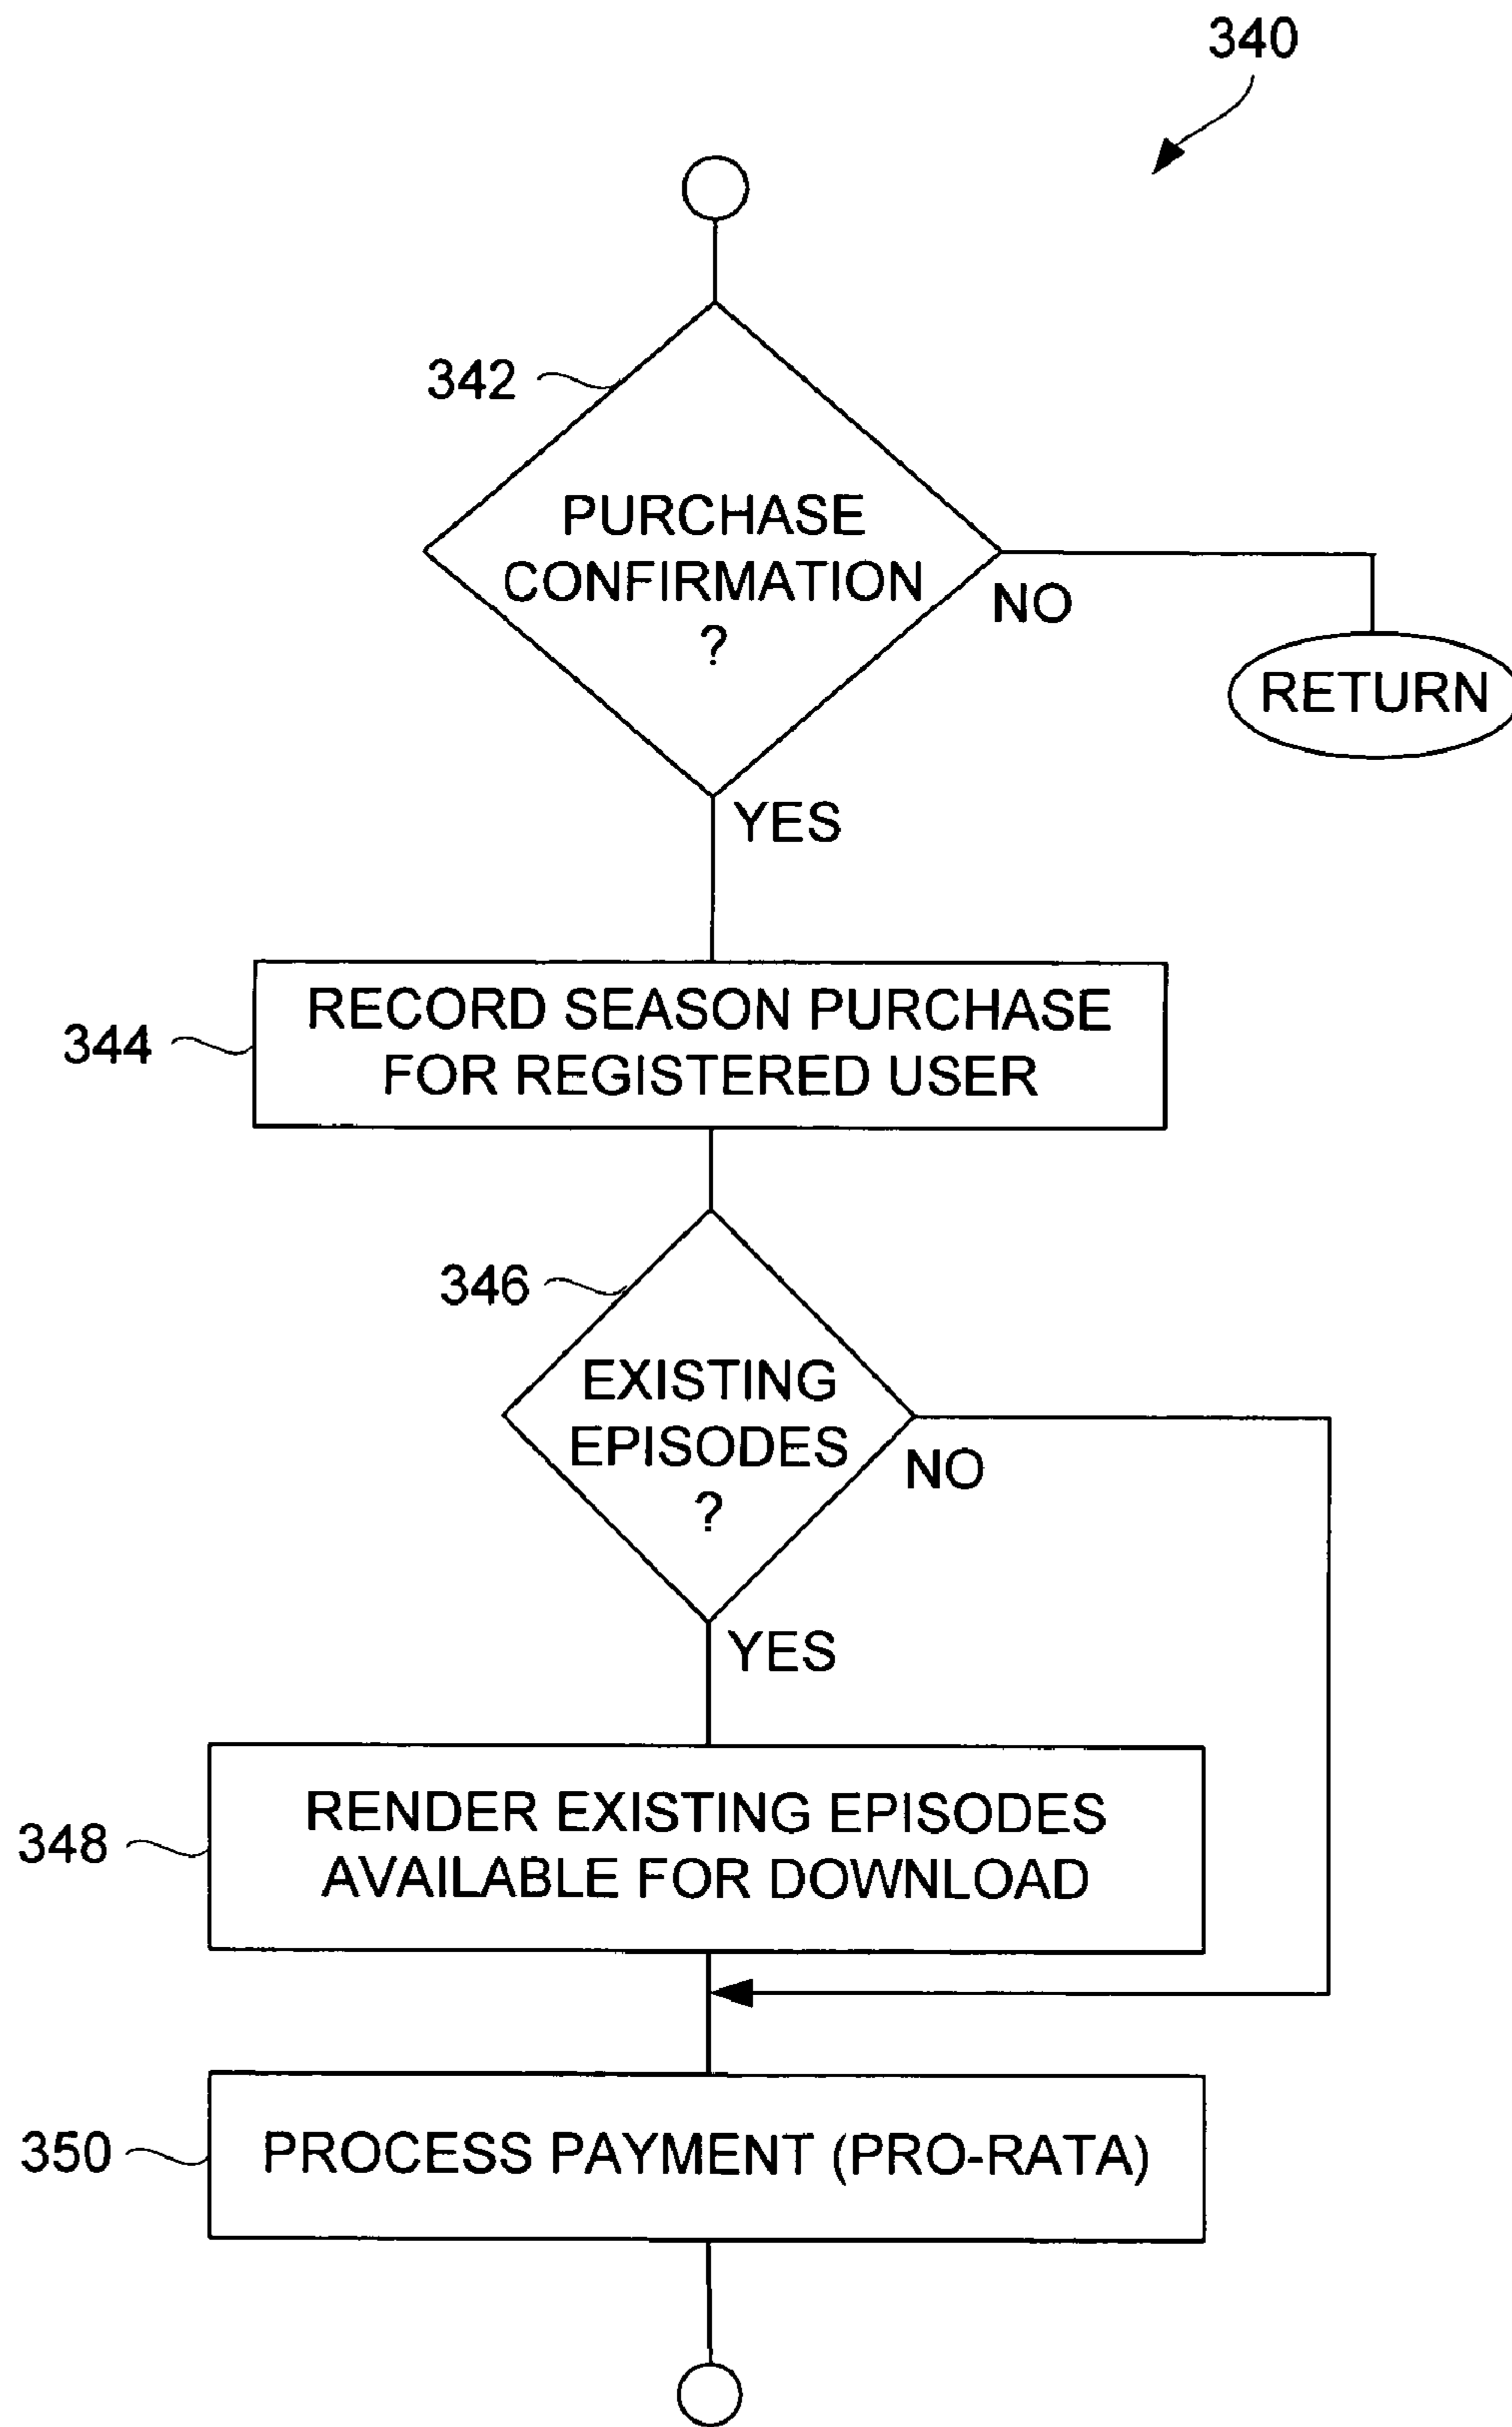 340
342
PURCHASE
CONFIRMATION
?
NO
RETURN
YES
344
RECORD SEASON PURCHASE
FOR REGISTERED USER
346
EXISTING
EPISODES
?
NO
YES
348
RENDER EXISTING EPISODES
AVAILABLE FOR DOWNLOAD
350
PROCESS PAYMENT (PRO-RATA)